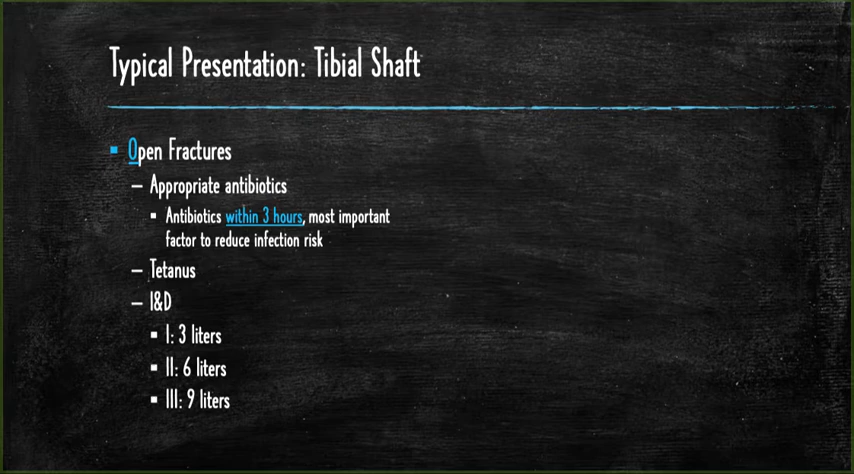 Typical Presentation: Tibial Shaft
▪ Open Fractures
– Appropriate antibiotics
▪ Antibiotics within 3 hours, most important
factor to reduce infection risk
– Tetanus
– I&D
▪ I: 3 liters
▪ II: 6 liters
▪ III: 9 liters